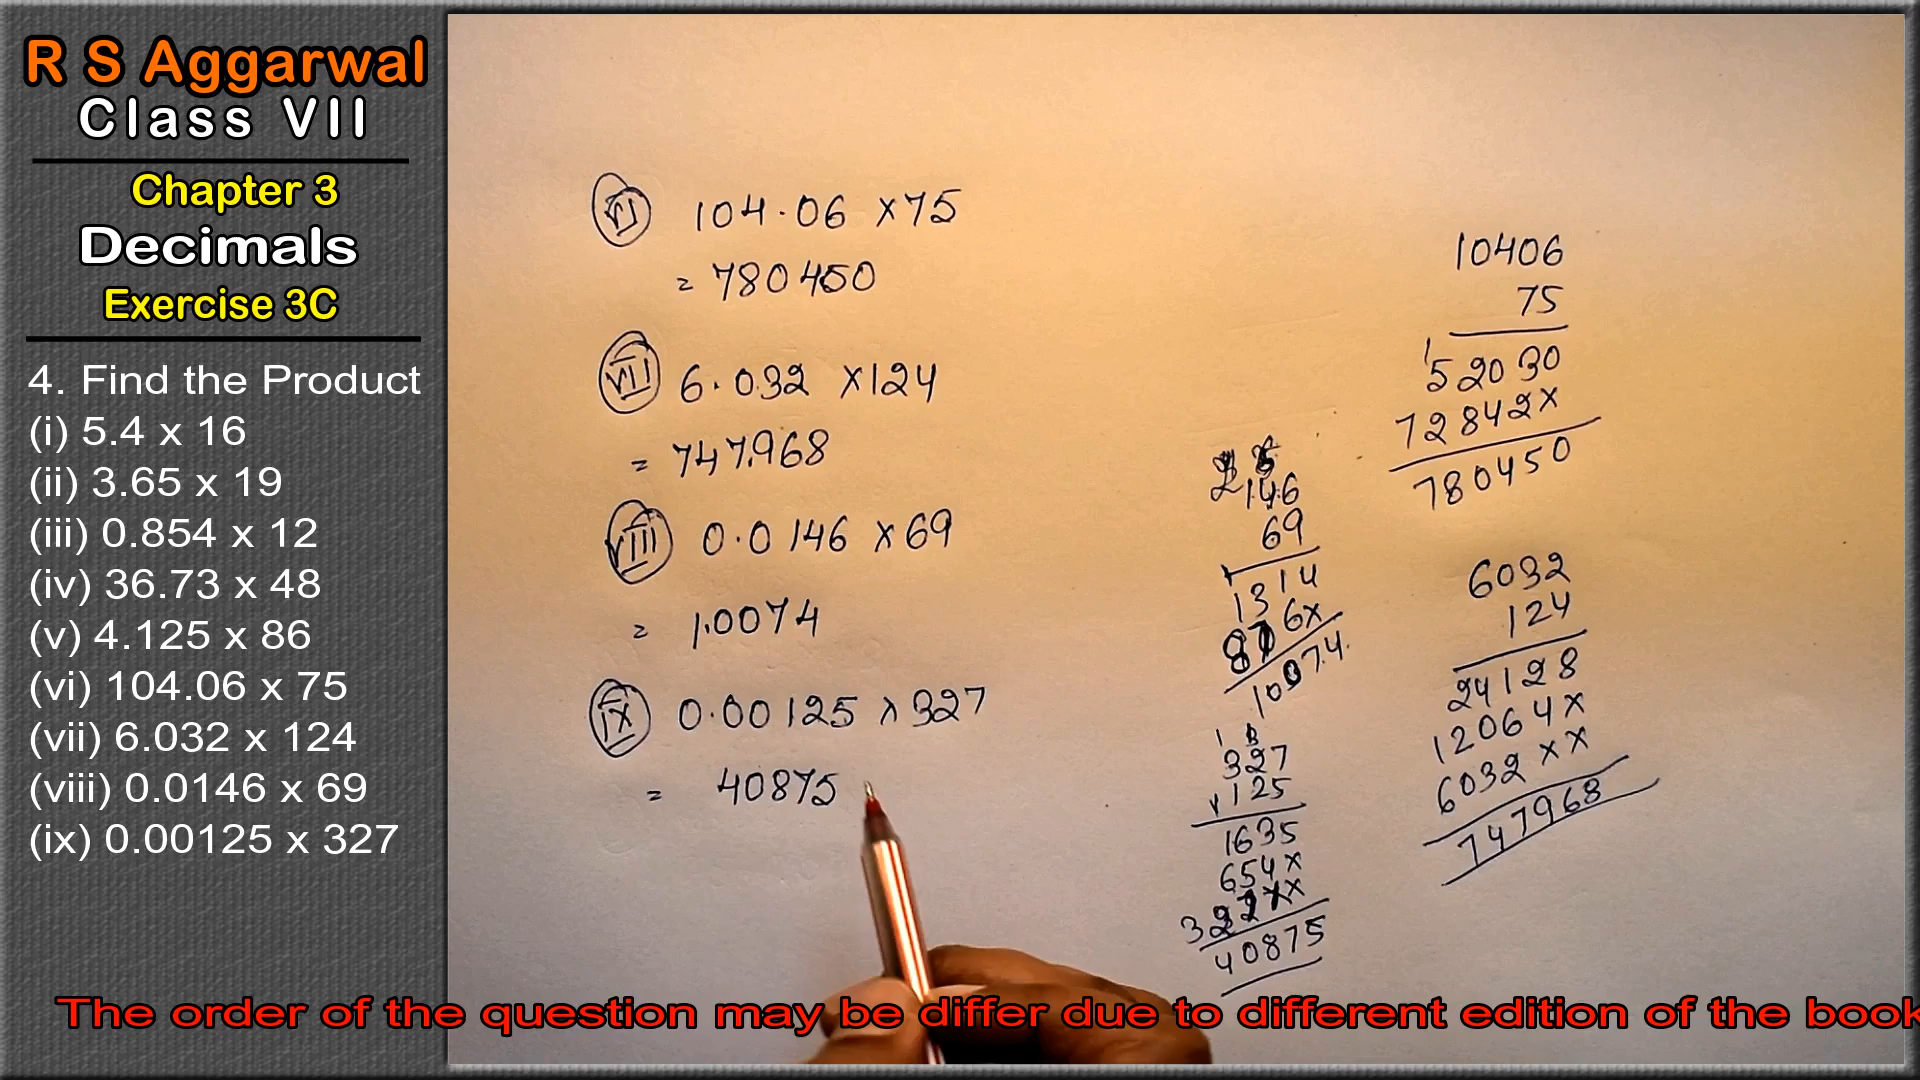 R S Aggarwal
Class VII
Chapter 3
Decimals
Exercise 3C
4. Find the Product
(i) 5.4 x 16
(ii) 3.65 x 19
(iii) 0.854 x 12
(iv) 36.73 x 48
(v) 4.125 x 86
(vi) 104.06 x 75
(vii) 6.032 x 124
(viii) 0.0146 x 69
(ix) 0.00125 x 327
VI 104.06 x 75
= 780450
VII 6.032 x 124
= 747.968
VIII 0.0146 x 69
= 1.0074
IX 0.00125 x 327
= 40875
10406
75
1
52030
72842x
780450
146
69
1314
876x
10074
327
125
1635
654x
327xx
40875
6032
124
24128
12064x
6032xx
747968
The order of the question may be differ due to different edition of the book